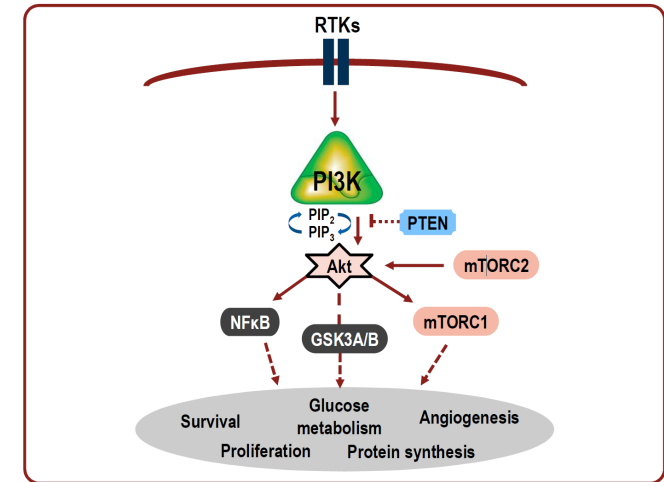 RTKs
PI3K
PIP₂
PIP₃
PTEN
Akt
mTORC2
NFκB
GSK3A/B
mTORC1
Survival
Glucose
metabolism
Angiogenesis
Proliferation
Protein synthesis